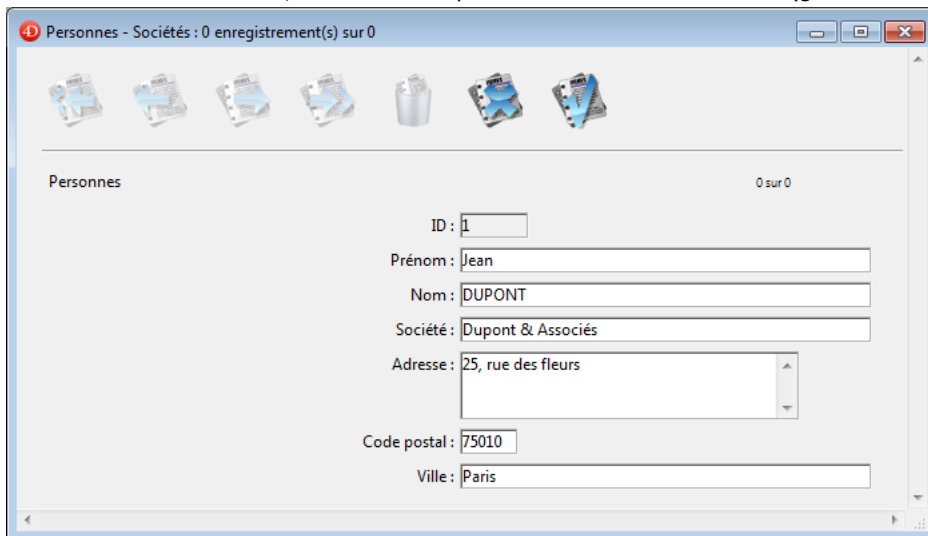 Personnes - Sociétés : 0 enregistrement(s) sur 0
Personnes
0 sur 0
ID : 1
Prénom : Jean
Nom : DUPONT
Société : Dupont & Associés
Adresse : 25, rue des fleurs
Code postal : 75010
Ville : Paris